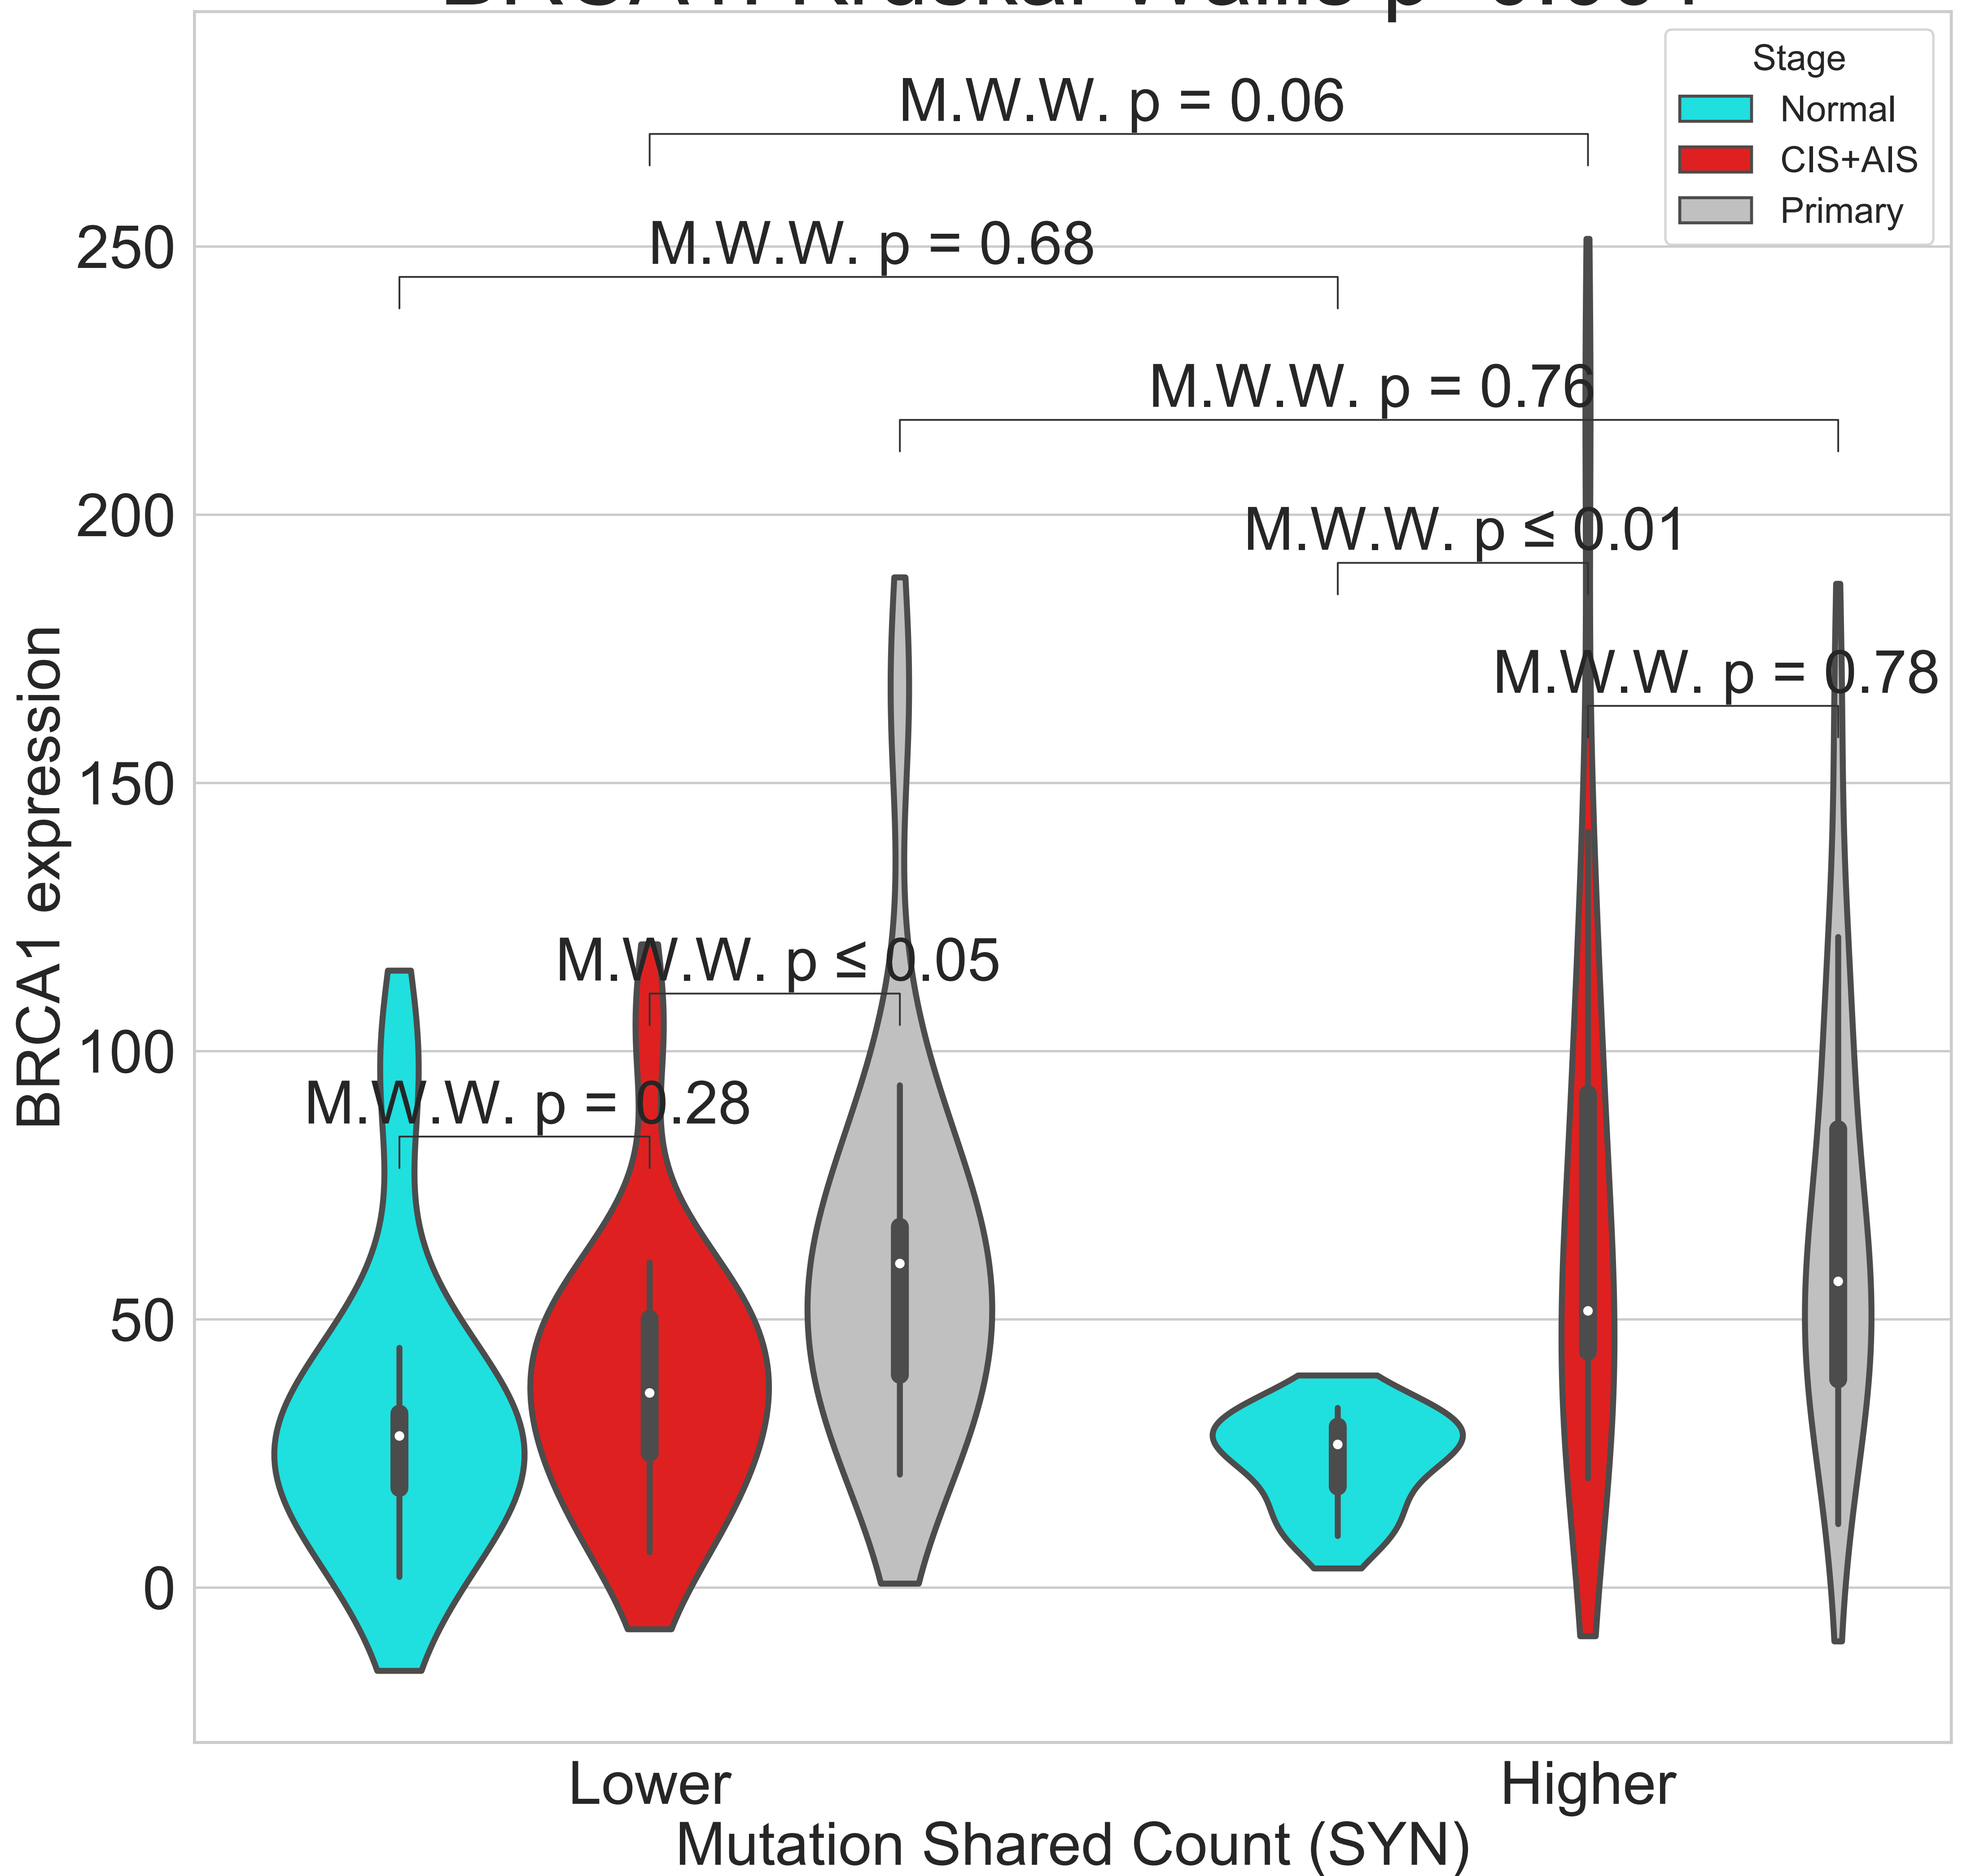 Stage
Normal
CIS+AIS
Primary
M.W.W. p = 0.06
M.W.W. p = 0.68
M.W.W. p = 0.76
M.W.W. p ≤ 0.01
M.W.W. p = 0.78
M.W.W. p ≤ 0.05
M.W.W. p = 0.28
250
200
150
100
50
0
BRCA1 expression
Lower
Higher
Mutation Shared Count (SYN)